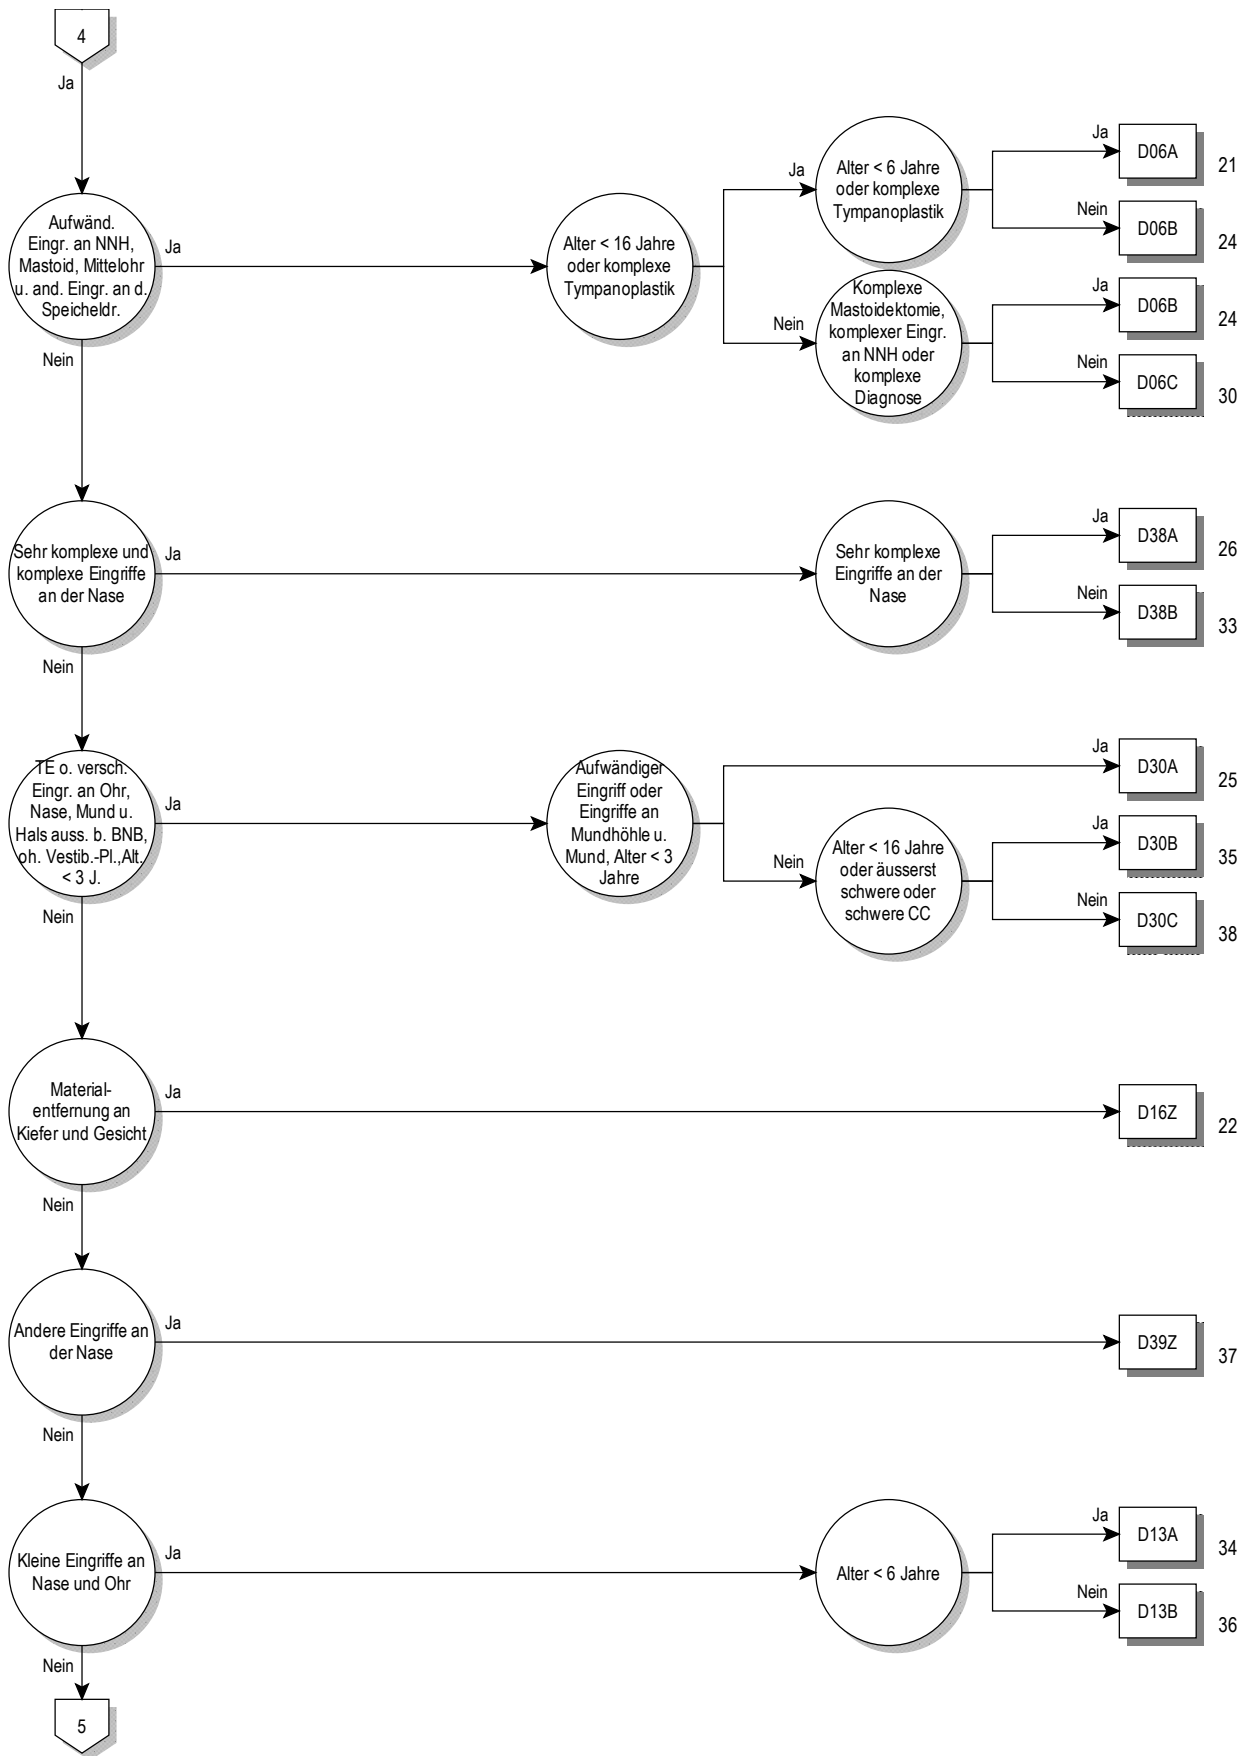 4
Ja
Aufwänd.
Eingr. an NNH,
Mastoid, Mittelohr
u. and. Eingr. an d.
Speicheldr.
Ja
Alter < 16 Jahre
oder komplexe
Tympanoplastik
Ja
Alter < 6 Jahre
oder komplexe
Tympanoplastik
Ja
D06A
21
Nein
D06B
24
Nein
Komplexe
Mastoidektomie,
komplexer Eingr.
an NNH oder
komplexe
Diagnose
Ja
D06B
24
Nein
D06C
30
Nein
Sehr komplexe und
komplexe Eingriffe
an der Nase
Ja
Sehr komplexe
Eingriffe an der
Nase
Ja
D38A
26
Nein
D38B
33
Nein
TE o. versch.
Eingr. an Ohr,
Nase, Mund u.
Hals auss. b. BNB,
oh. Vestib.-Pl.,Alt.
< 3 J.
Ja
Aufwändiger
Eingriff oder
Eingriffe an
Mundhöhle u.
Mund, Alter < 3
Jahre
Ja
D30A
25
Nein
Alter < 16 Jahre
oder äusserst
schwere oder
schwere CC
Ja
D30B
35
Nein
D30C
38
Nein
Material-
entfernung an
Kiefer und Gesicht
Ja
D16Z
22
Nein
Andere Eingriffe an
der Nase
Ja
D39Z
37
Nein
Kleine Eingriffe an
Nase und Ohr
Ja
Alter < 6 Jahre
Ja
D13A
34
Nein
D13B
36
Nein
5